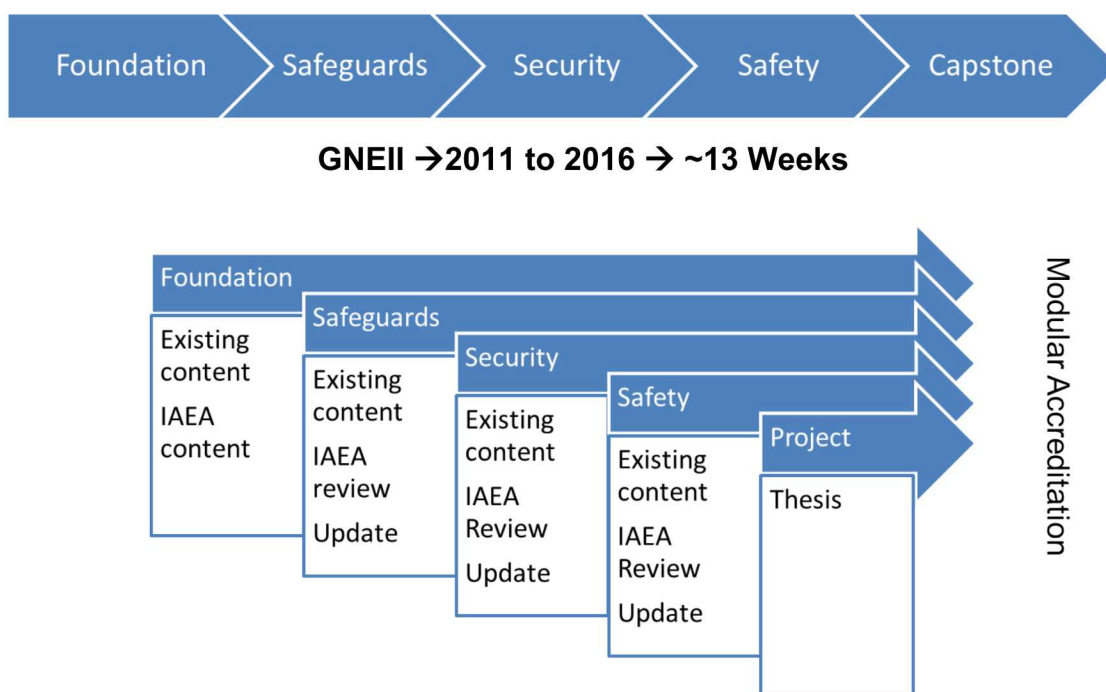 Foundation
Safeguards
Security
Safety
Capstone
GNEII →2011 to 2016 → ~13 Weeks
Foundation
Existing
content
IAEA
content
Safeguards
Existing
content
IAEA
review
Update
Security
Existing
content
IAEA
Review
Update
Safety
Existing
content
IAEA
Review
Update
Project
Thesis
Modular Accreditation